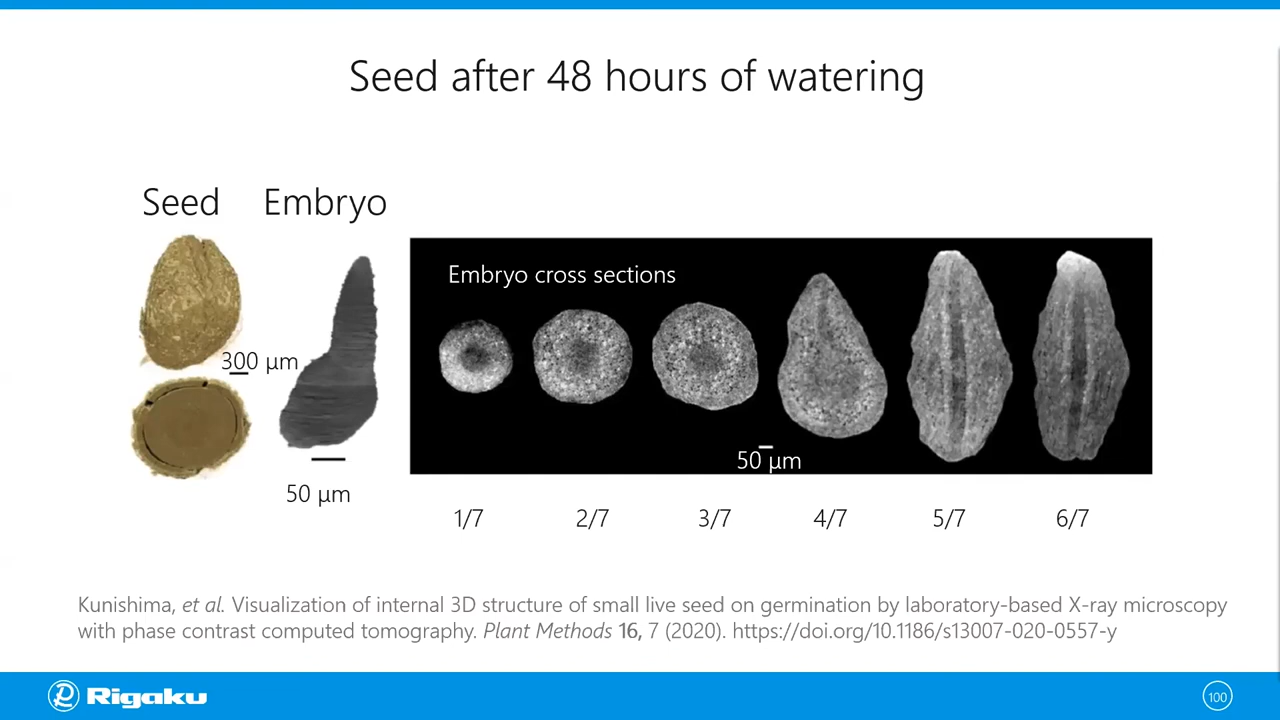 Seed after 48 hours of watering
Seed
Embryo
300 µm
50 µm
Embryo cross sections
50 µm
1/7
2/7
3/7
4/7
5/7
6/7
Kunishima, et al. Visualization of internal 3D structure of small live seed on germination by laboratory-based X-ray microscopy
with phase contrast computed tomography. Plant Methods 16, 7 (2020). https://doi.org/10.1186/s13007-020-0557-y
Rigaku
100